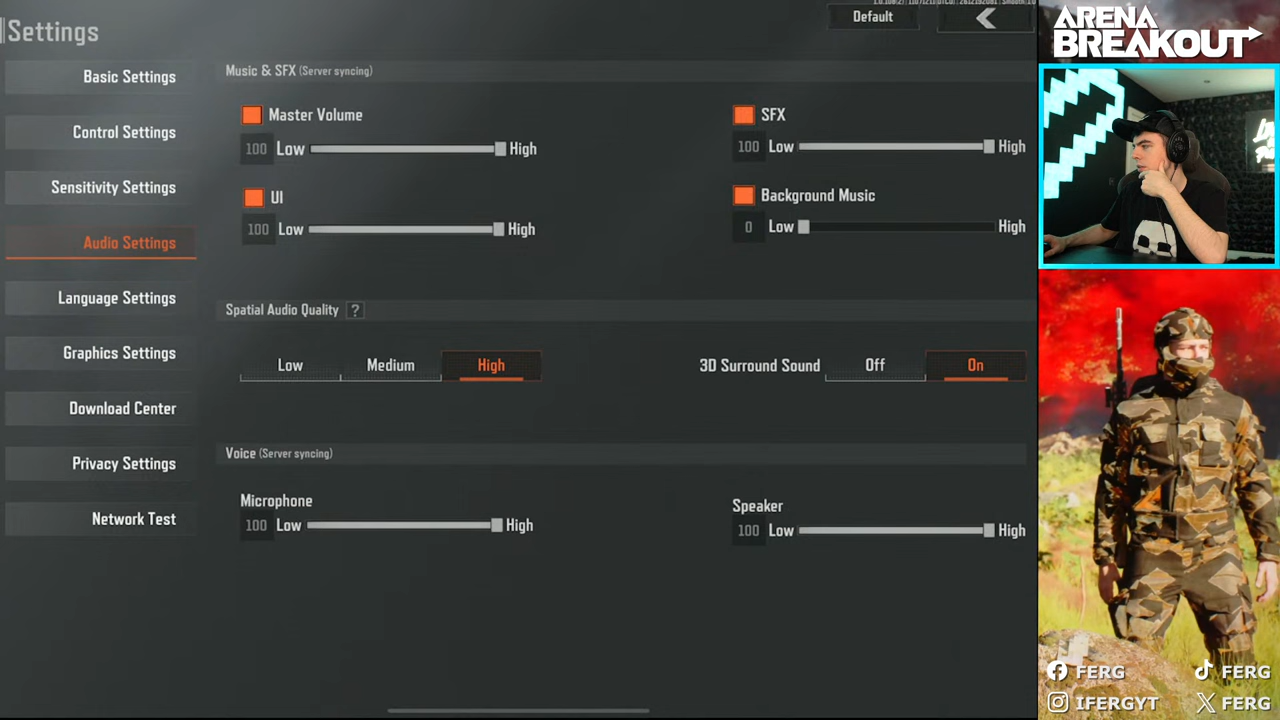 Settings
Default
Basic Settings
Control Settings
Sensitivity Settings
Audio Settings
Language Settings
Graphics Settings
Download Center
Privacy Settings
Network Test
Music & SFX (Server syncing)
Master Volume
100 Low High
SFX
100 Low High
UI
100 Low High
Background Music
0 Low High
Spatial Audio Quality ?
Low Medium High
3D Surround Sound Off On
Voice (Server syncing)
Microphone
100 Low High
Speaker
100 Low High
ARENA
BREAKOUT
FERG
FERG
IFERGYT
FERG